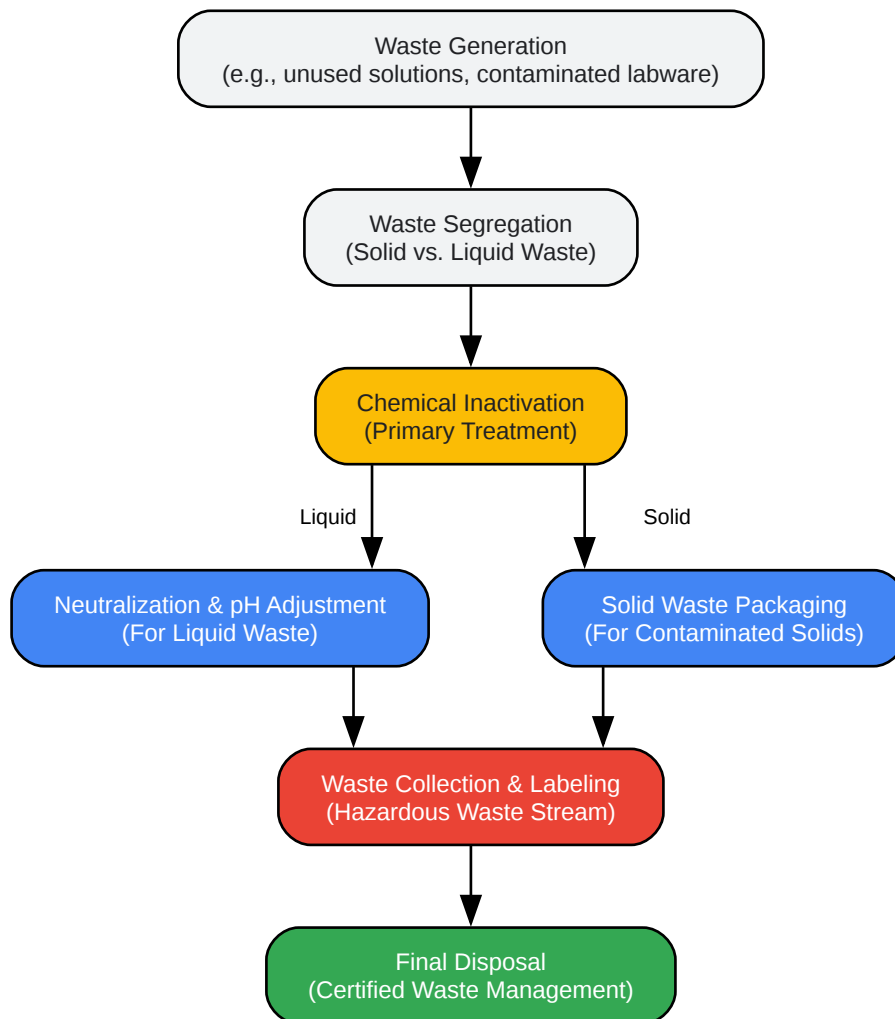 Waste Generation
(e.g., unused solutions, contaminated labware)
Waste Segregation
(Solid vs. Liquid Waste)
Chemical Inactivation
(Primary Treatment)
Liquid
Solid
Neutralization & pH Adjustment
(For Liquid Waste)
Solid Waste Packaging
(For Contaminated Solids)
Waste Collection & Labeling
(Hazardous Waste Stream)
Final Disposal
(Certified Waste Management)